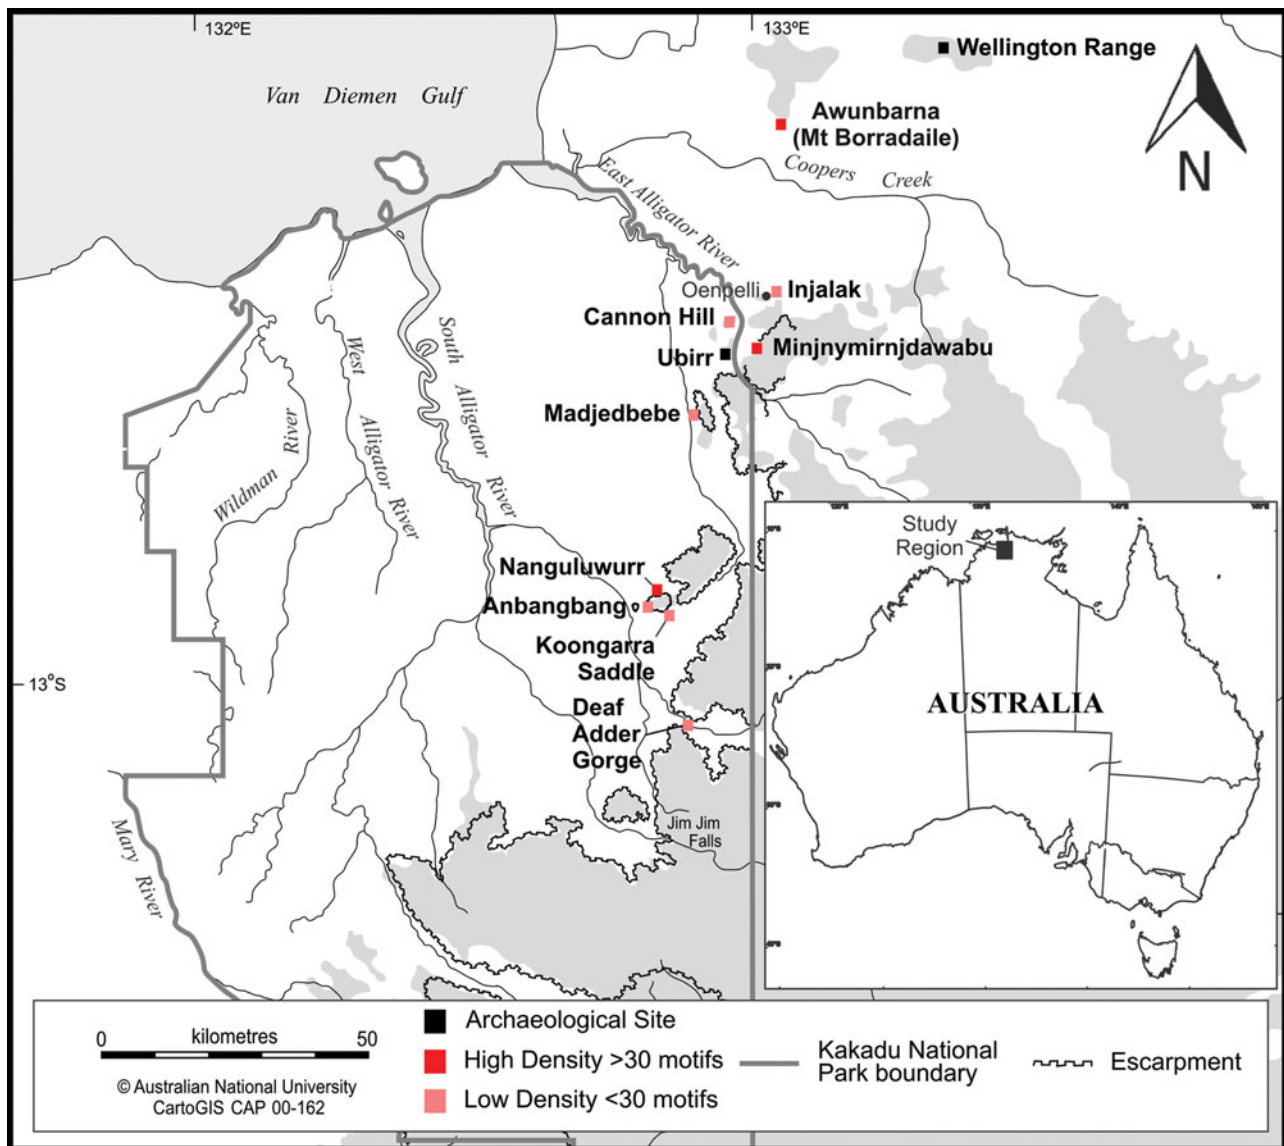 132ºE
133ºE
Wellington Range
Van Diemen Gulf
Awunbarna
(Mt Borradaile)
N
Coopers Creek
East Alligator River
Oenpelli
Injalak
Cannon Hill
Ubirr
Minjnymirnjdawabu
Madjedbebe
South Alligator River
West Alligator River
Wildman River
Study
Region
Nanguluwurr
Anbangbang
Koongarra
Saddle
13°S
Deaf
Adder
Gorge
AUSTRALIA
Jim Jim
Falls
Mary River
0 kilometres 50
© Australian National University
CartoGIS CAP 00-162
Archaeological Site
High Density >30 motifs
Low Density <30 motifs
Kakadu National
Park boundary
Escarpment